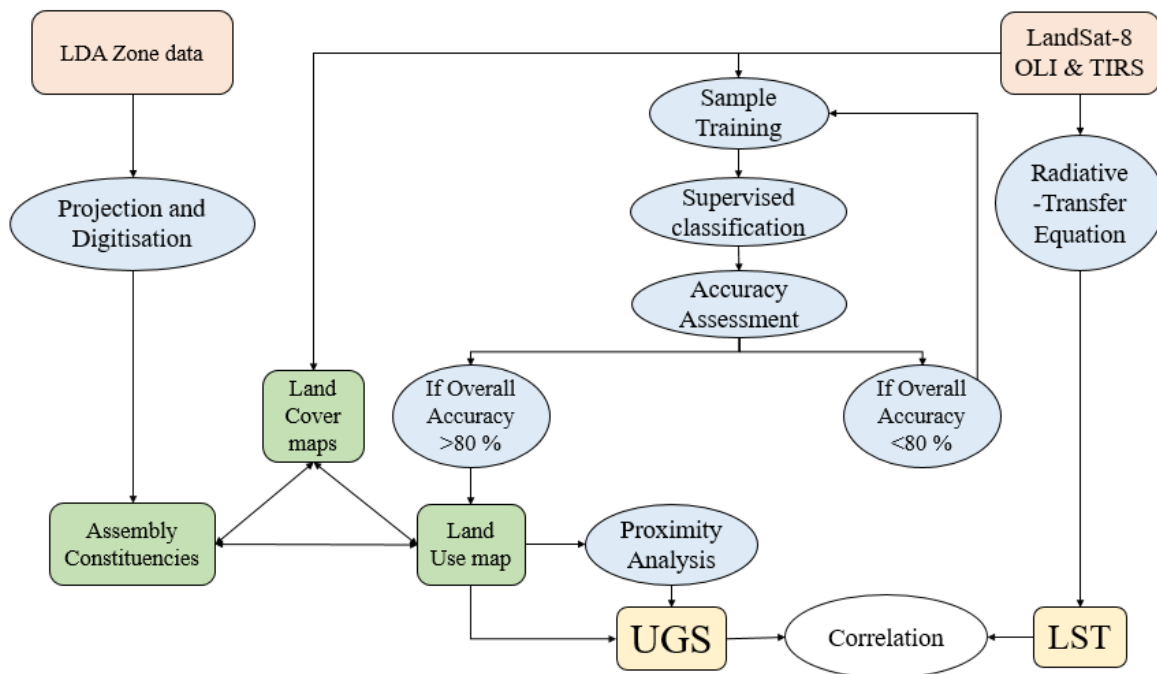 LDA Zone data
LandSat-8
OLI & TIRS
Sample
Training
Projection and
Digitisation
Supervised
classification
Radiative
-Transfer
Equation
Accuracy
Assessment
Land
Cover
maps
If Overall
Accuracy
>80 %
If Overall
Accuracy
<80 %
Assembly
Constituencies
Land
Use map
Proximity
Analysis
UGS
Correlation
LST